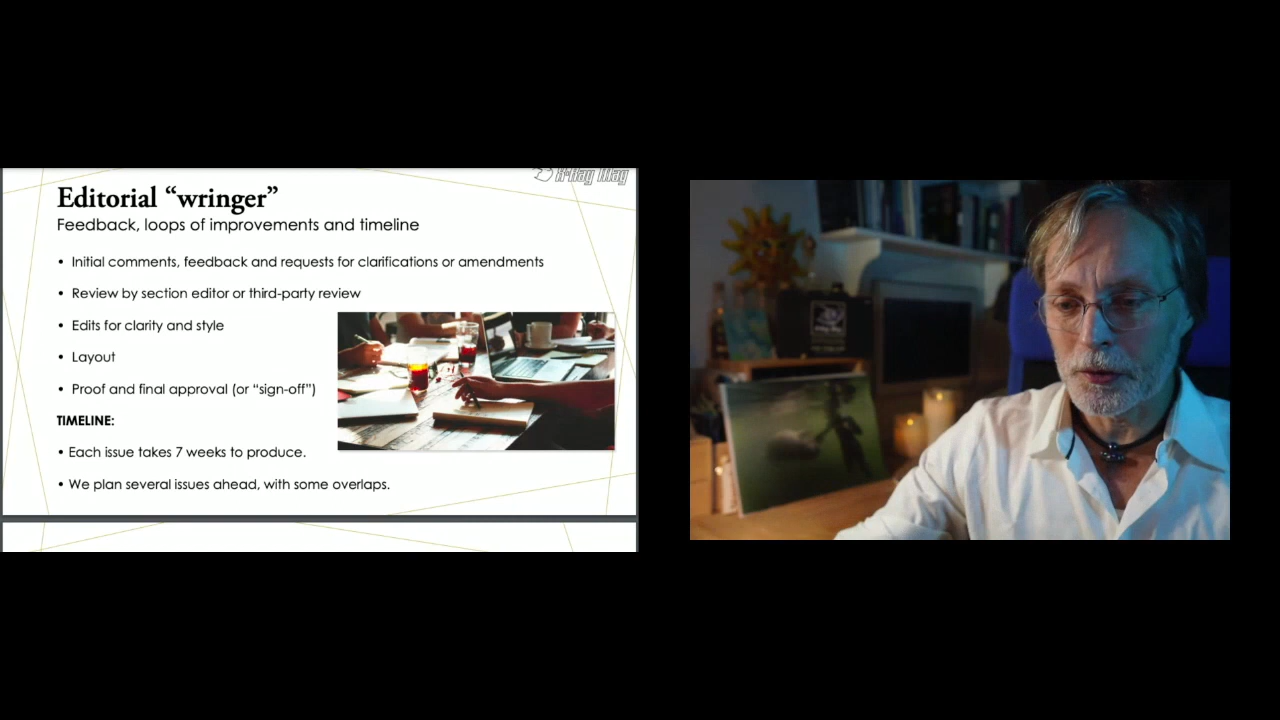 X-Ray Mag
Editorial “wringer”
Feedback, loops of improvements and timeline
• Initial comments, feedback and requests for clarifications or amendments
• Review by section editor or third-party review
• Edits for clarity and style
• Layout
• Proof and final approval (or “sign-off”)
TIMELINE:
• Each issue takes 7 weeks to produce.
• We plan several issues ahead, with some overlaps.